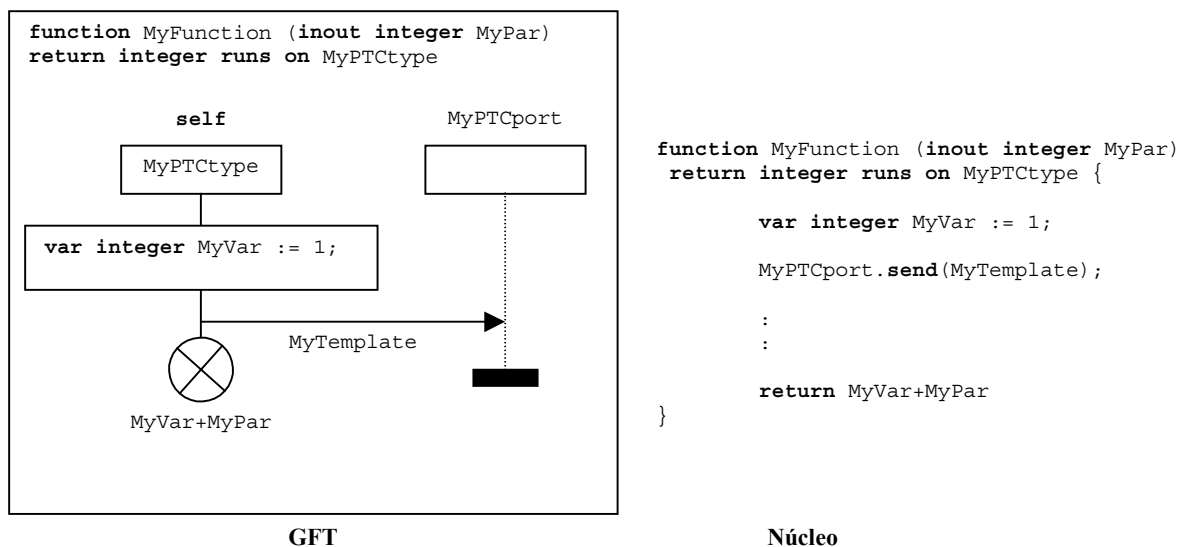 function MyFunction (inout integer MyPar)
return integer runs on MyPTCtype
self
MyPTCport
MyPTCtype
var integer MyVar := 1;
MyTemplate
MyVar+MyPar
function MyFunction (inout integer MyPar)
return integer runs on MyPTCtype {
var integer MyVar := 1;
MyPTCport.send(MyTemplate);
:
:
return MyVar+MyPar
}
GFT
Núcleo